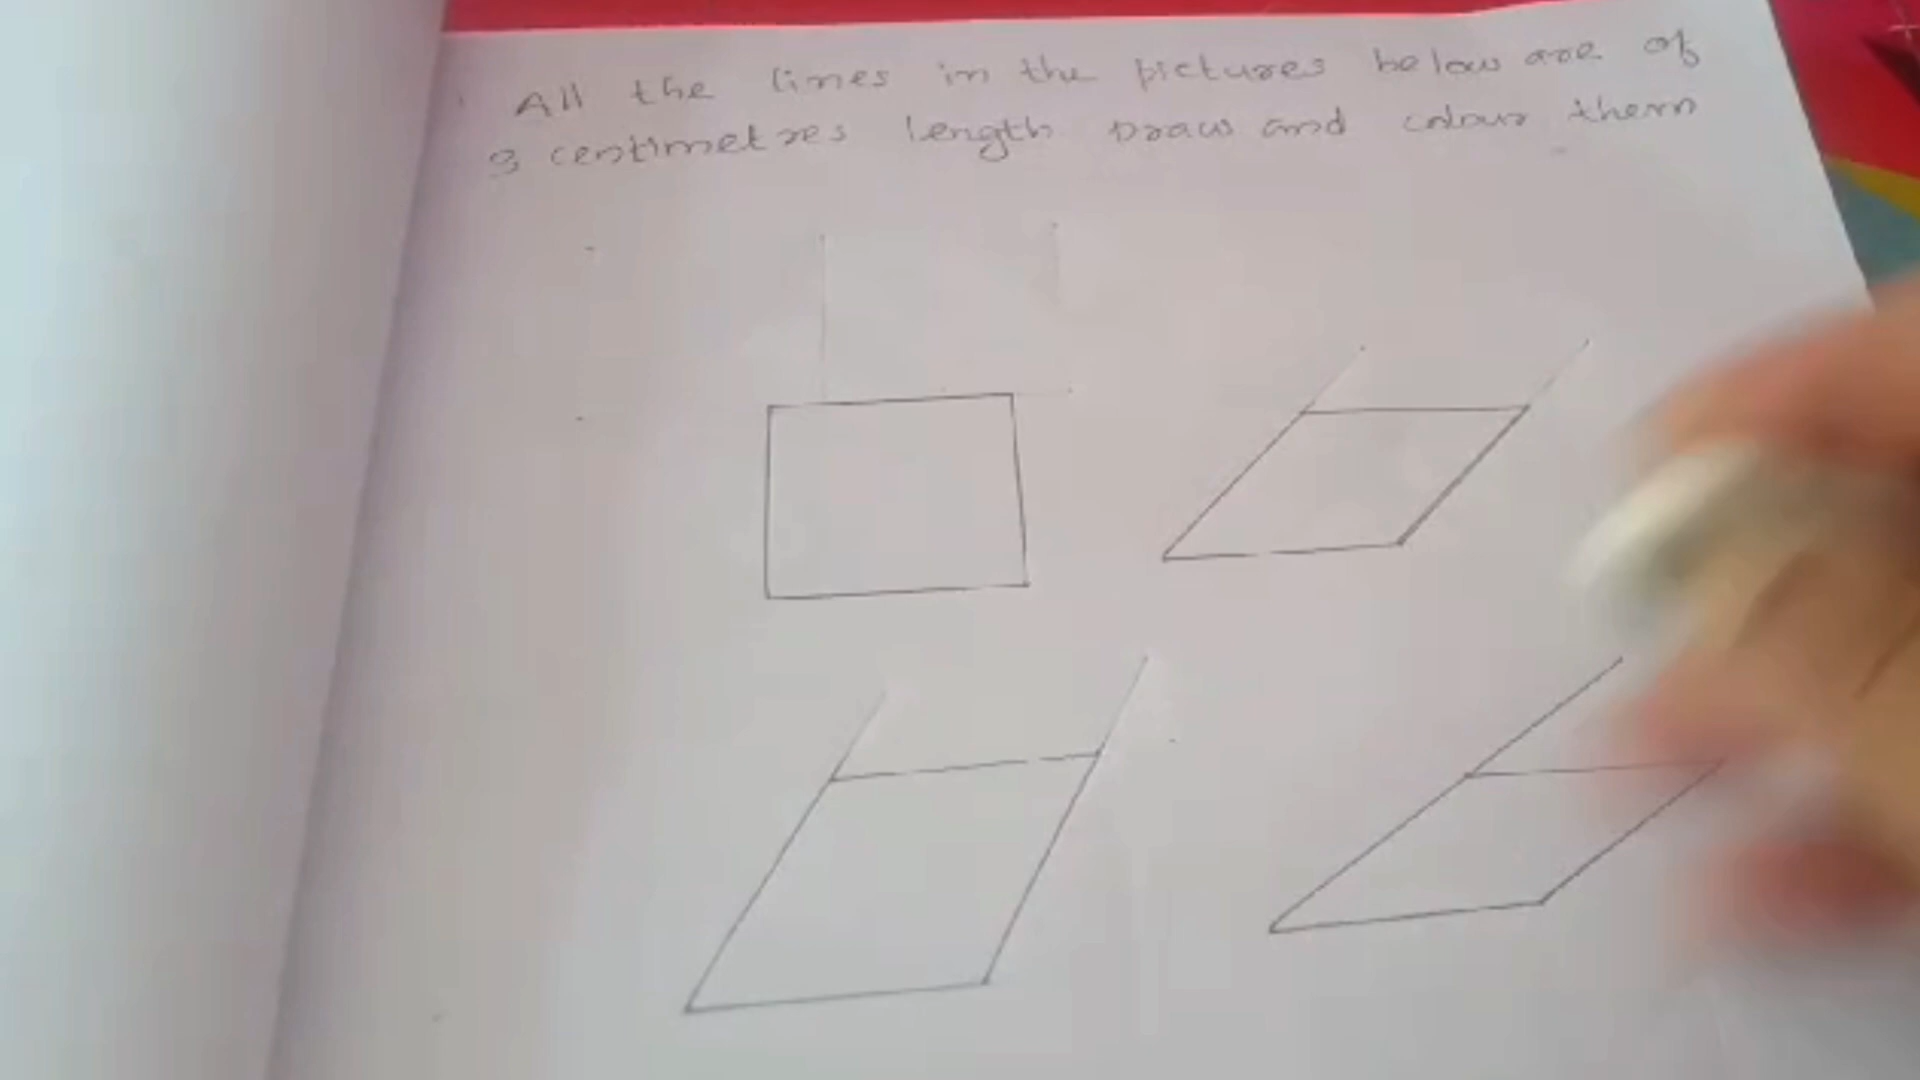 All the lines in the pictures below are of
3 centimetres length Draw and colour them